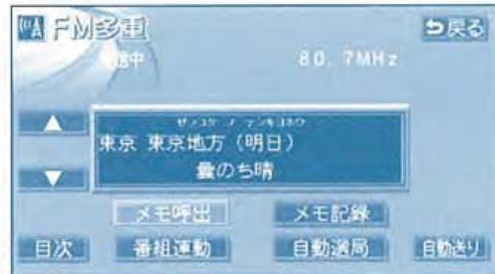 FM多重
戻る
80.7MHz
東京 東京地方（明日）
曇のち晴
メモ呼出
メモ記録
目次
番組連動
自動選局
自動送り